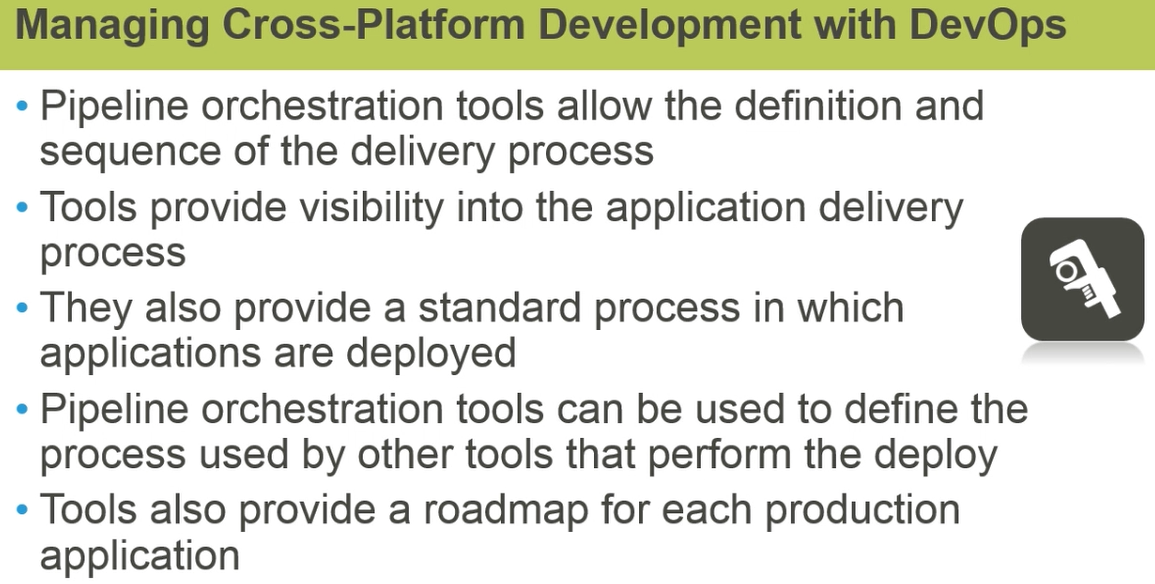 Managing Cross-Platform Development with DevOps
• Pipeline orchestration tools allow the definition and
sequence of the delivery process
• Tools provide visibility into the application delivery
process
• They also provide a standard process in which
applications are deployed
• Pipeline orchestration tools can be used to define the
process used by other tools that perform the deploy
• Tools also provide a roadmap for each production
application